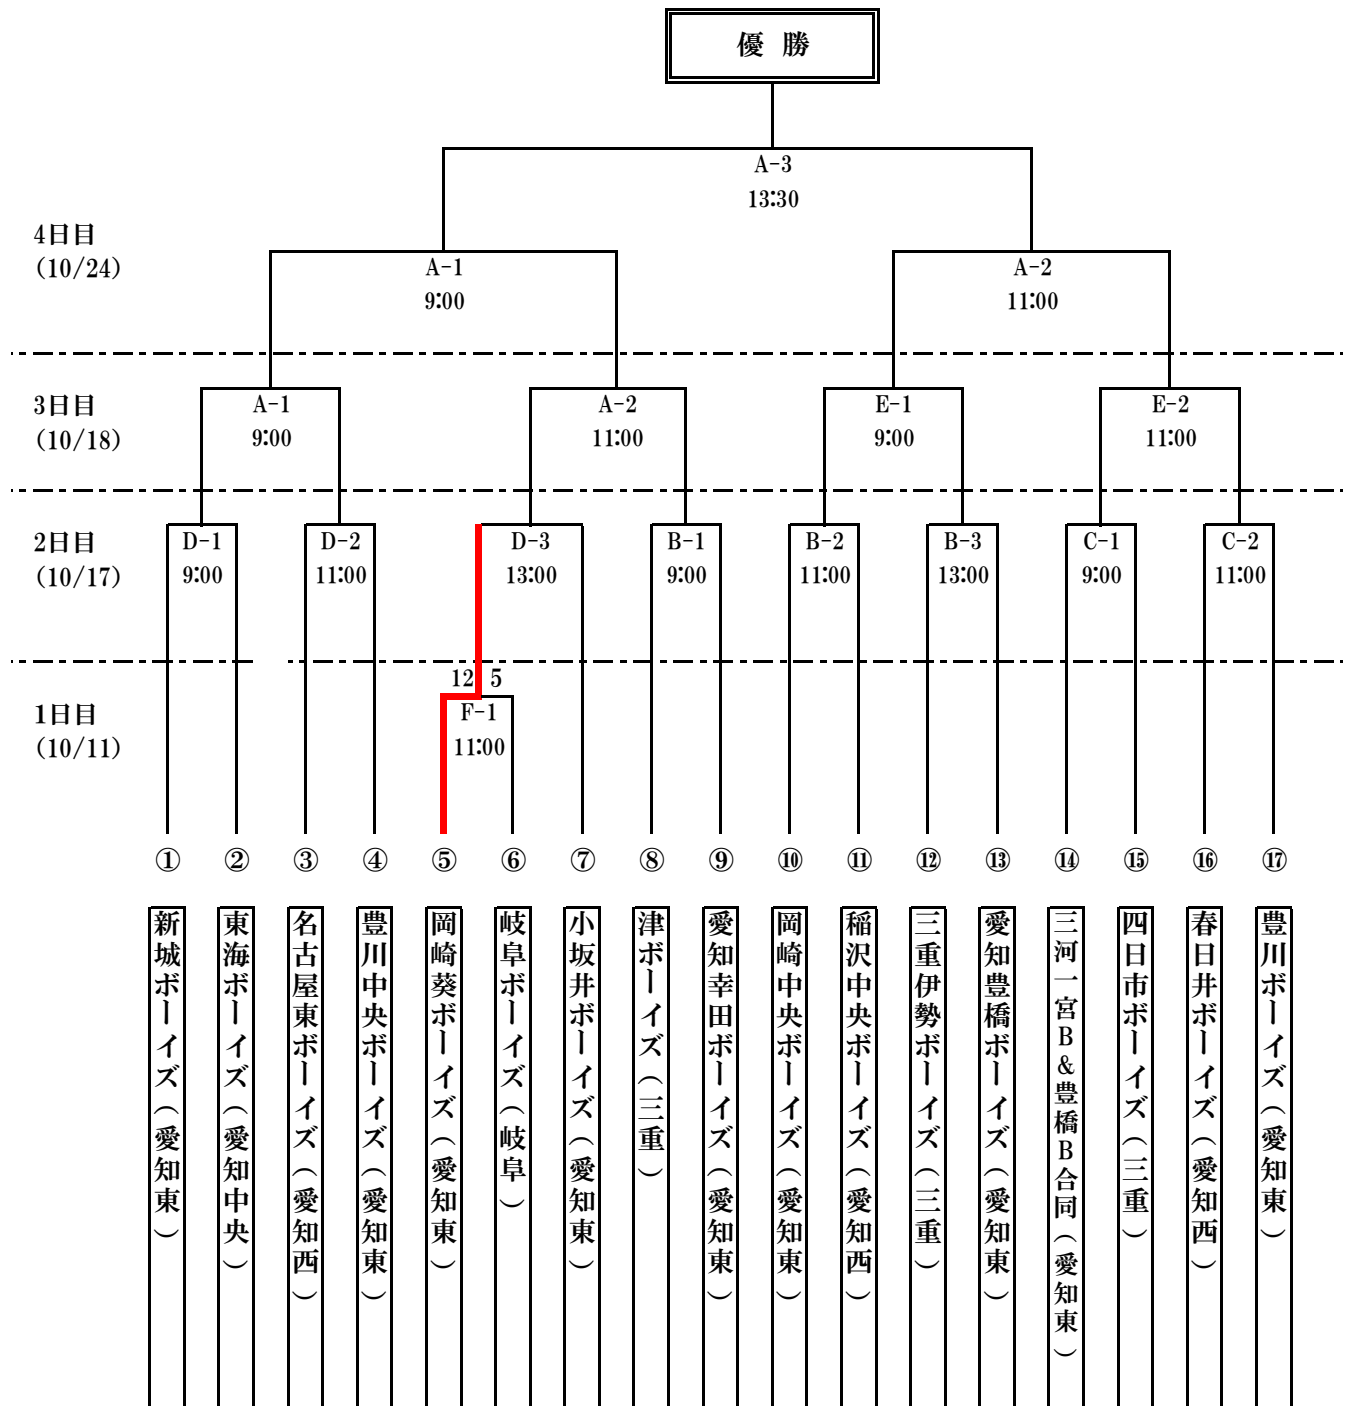 優 勝
A-3
13:30
4日目
(10/24)
A-1
9:00
A-2
11:00
3日目
(10/18)
A-1
9:00
A-2
11:00
E-1
9:00
E-2
11:00
2日目
(10/17)
D-1
9:00
D-2
11:00
D-3
13:00
B-1
9:00
B-2
11:00
B-3
13:00
C-1
9:00
C-2
11:00
12 5
1日目
(10/11)
F-1
11:00
① ② ③ ④ ⑤ ⑥ ⑦ ⑧ ⑨ ⑩ ⑪ ⑫ ⑬ ⑭ ⑮ ⑯ ⑰
新城ボーイズ(愛知東)
東海ボーイズ(愛知中央)
名古屋東ボーイズ(愛知西)
豊川中央ボーイズ(愛知東)
岡崎葵ボーイズ(愛知東)
岐阜ボーイズ(岐阜)
小坂井ボーイズ(愛知東)
津ボーイズ(三重)
愛知幸田ボーイズ(愛知東)
岡崎中央ボーイズ(愛知東)
稲沢中央ボーイズ(愛知西)
三重伊勢ボーイズ(三重)
愛知豊橋ボーイズ(愛知東)
三河一宮B&豊橋B合同(愛知東)
四日市ボーイズ(三重)
春日井ボーイズ(愛知西)
豊川ボーイズ(愛知東)